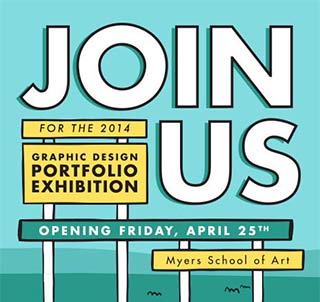 JOIN
FOR THE 2014
US
GRAPHIC DESIGN
PORTFOLIO
EXHIBITION
OPENING FRIDAY, APRIL 25TH
Myers School of Art